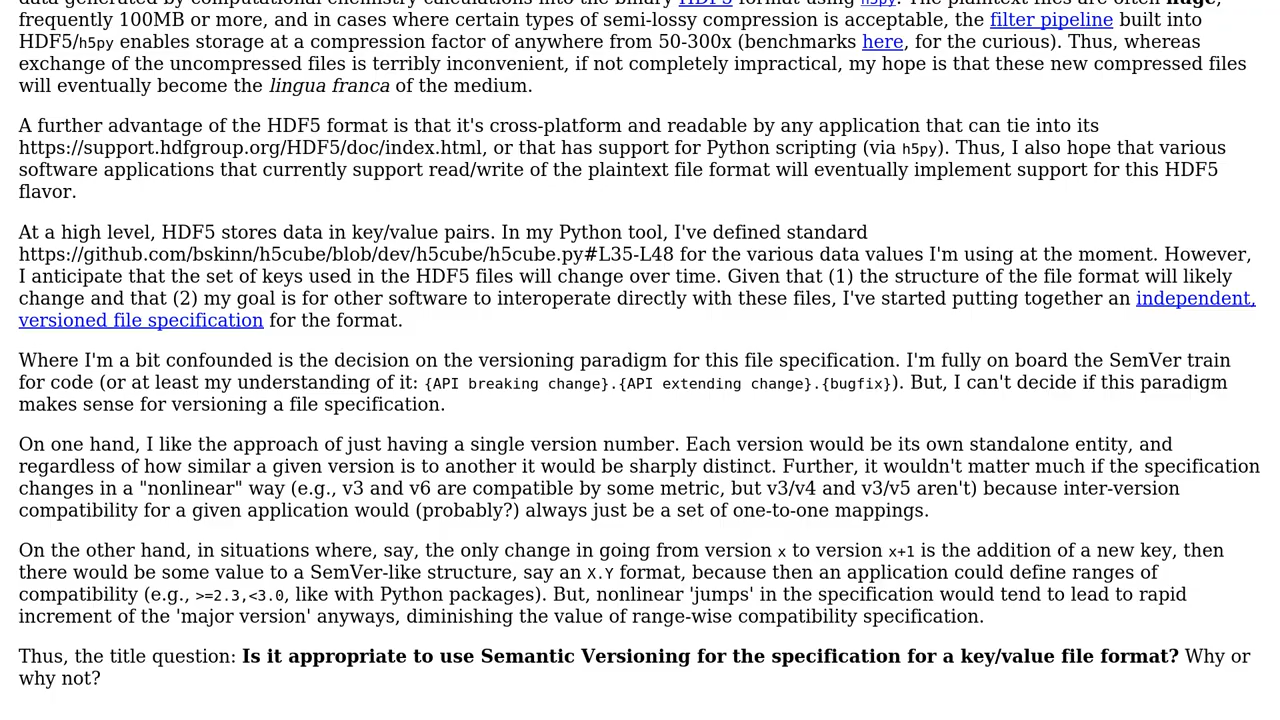 data generated by computational chemistry calculations into the binary HDF5 format using h5py. The plaintext files are often huge,
frequently 100MB or more, and in cases where certain types of semi-lossy compression is acceptable, the filter pipeline built into
HDF5/h5py enables storage at a compression factor of anywhere from 50-300x (benchmarks here, for the curious). Thus, whereas
exchange of the uncompressed files is terribly inconvenient, if not completely impractical, my hope is that these new compressed files
will eventually become the lingua franca of the medium.
A further advantage of the HDF5 format is that it's cross-platform and readable by any application that can tie into its
https://support.hdfgroup.org/HDF5/doc/index.html, or that has support for Python scripting (via h5py). Thus, I also hope that various
software applications that currently support read/write of the plaintext file format will eventually implement support for this HDF5
flavor.
At a high level, HDF5 stores data in key/value pairs. In my Python tool, I've defined standard
https://github.com/bskinn/h5cube/blob/dev/h5cube/h5cube.py#L35-L48 for the various data values I'm using at the moment. However,
I anticipate that the set of keys used in the HDF5 files will change over time. Given that (1) the structure of the file format will likely
change and that (2) my goal is for other software to interoperate directly with these files, I've started putting together an independent,
versioned file specification for the format.
Where I'm a bit confounded is the decision on the versioning paradigm for this file specification. I'm fully on board the SemVer train
for code (or at least my understanding of it: {API breaking change}.{API extending change}.{bugfix}). But, I can't decide if this paradigm
makes sense for versioning a file specification.
On one hand, I like the approach of just having a single version number. Each version would be its own standalone entity, and
regardless of how similar a given version is to another it would be sharply distinct. Further, it wouldn't matter much if the specification
changes in a "nonlinear" way (e.g., v3 and v6 are compatible by some metric, but v3/v4 and v3/v5 aren't) because inter-version
compatibility for a given application would (probably?) always just be a set of one-to-one mappings.
On the other hand, in situations where, say, the only change in going from version x to version x+1 is the addition of a new key, then
there would be some value to a SemVer-like structure, say an X.Y format, because then an application could define ranges of
compatibility (e.g., >=2.3,<3.0, like with Python packages). But, nonlinear 'jumps' in the specification would tend to lead to rapid
increment of the 'major version' anyways, diminishing the value of range-wise compatibility specification.
Thus, the title question: Is it appropriate to use Semantic Versioning for the specification for a key/value file format? Why or
why not?